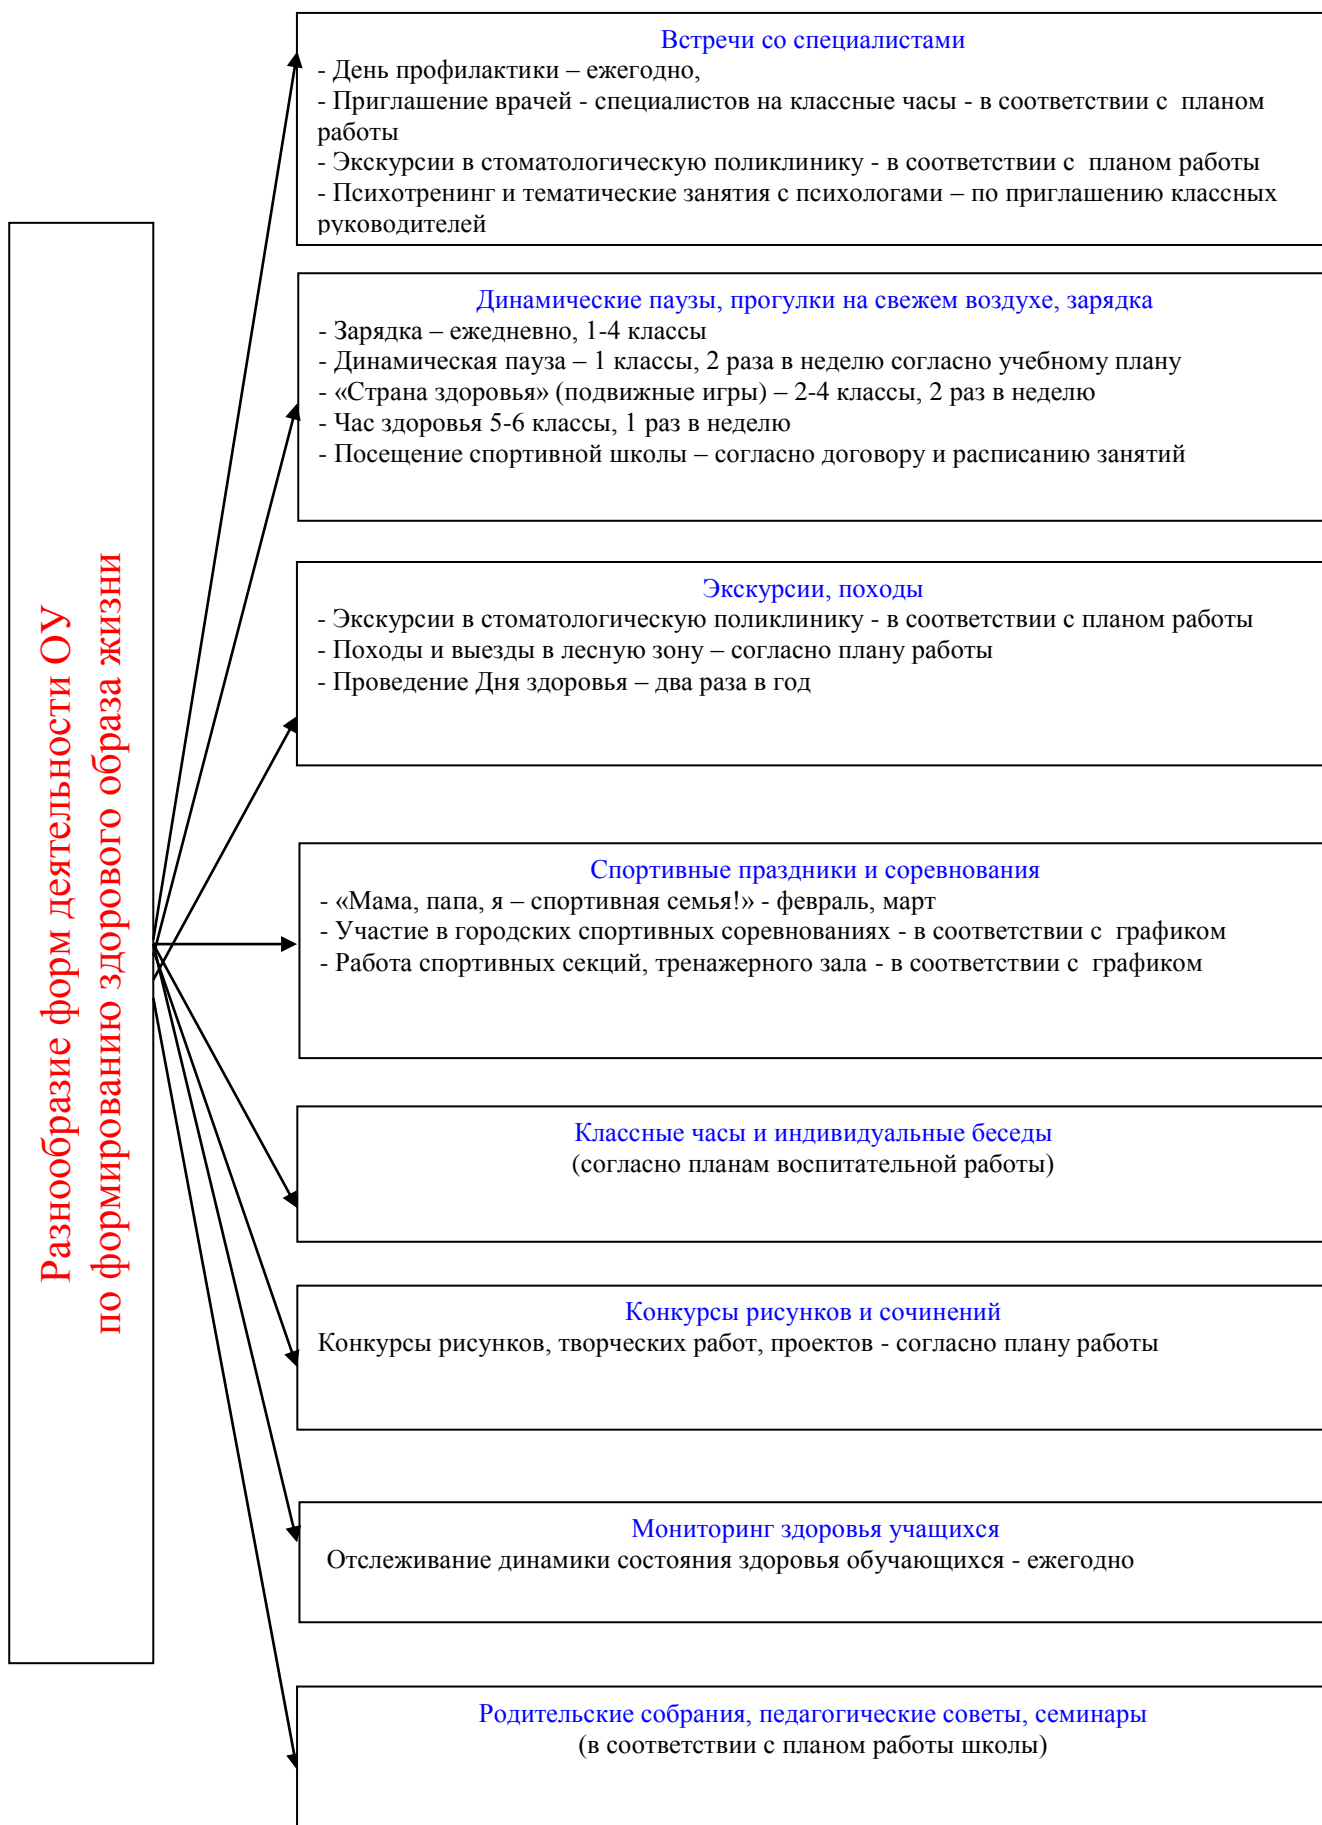 Разнообразие форм деятельности ОУ
по формированию здорового образа жизни
Встречи со специалистами
- День профилактики – ежегодно,
- Приглашение врачей - специалистов на классные часы - в соответствии с планом
работы
- Экскурсии в стоматологическую поликлинику - в соответствии с планом работы
- Психотренинг и тематические занятия с психологами – по приглашению классных
руководителей
Динамические паузы, прогулки на свежем воздухе, зарядка
- Зарядка – ежедневно, 1-4 классы
- Динамическая пауза – 1 классы, 2 раза в неделю согласно учебному плану
- «Страна здоровья» (подвижные игры) – 2-4 классы, 2 раз в неделю
- Час здоровья 5-6 классы, 1 раз в неделю
- Посещение спортивной школы – согласно договору и расписанию занятий
Экскурсии, походы
- Экскурсии в стоматологическую поликлинику - в соответствии с планом работы
- Походы и выезды в лесную зону – согласно плану работы
- Проведение Дня здоровья – два раза в год
Спортивные праздники и соревнования
- «Мама, папа, я – спортивная семья!» - февраль, март
- Участие в городских спортивных соревнованиях - в соответствии с графиком
- Работа спортивных секций, тренажерного зала - в соответствии с графиком
Классные часы и индивидуальные беседы
(согласно планам воспитательной работы)
Конкурсы рисунков и сочинений
Конкурсы рисунков, творческих работ, проектов - согласно плану работы
Мониторинг здоровья учащихся
Отслеживание динамики состояния здоровья обучающихся - ежегодно
Родительские собрания, педагогические советы, семинары
(в соответствии с планом работы школы)